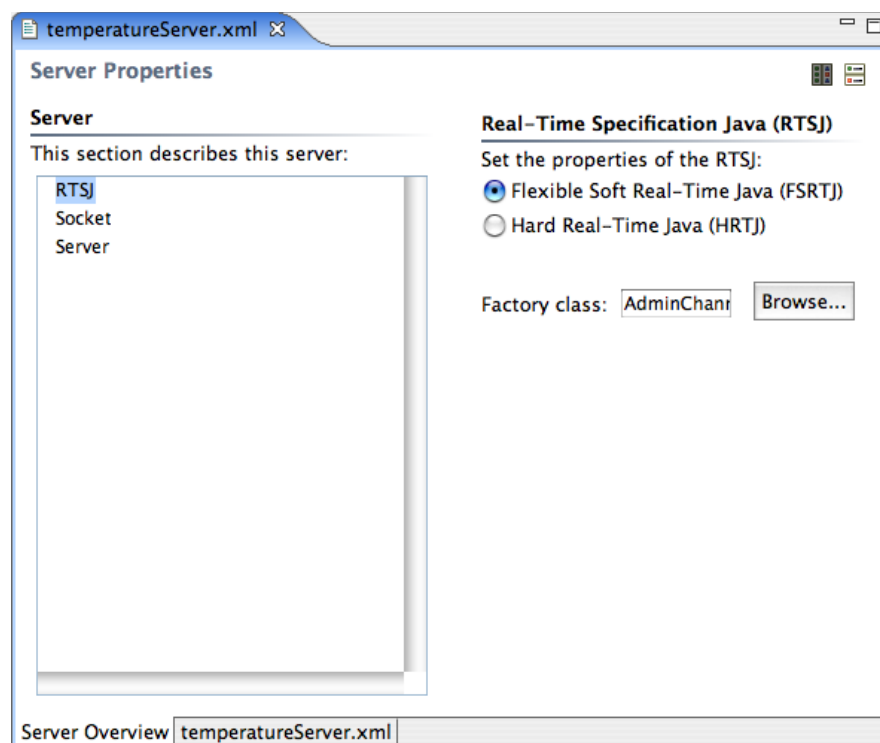 temperatureServer.xml
Server Properties
Server
This section describes this server:
RTSJ
Socket
Server
Real-Time Specification Java (RTSJ)
Set the properties of the RTSJ:
Flexible Soft Real-Time Java (FSRTJ)
Hard Real-Time Java (HRTJ)
Factory class: AdminChann Browse...
Server Overview temperatureServer.xml